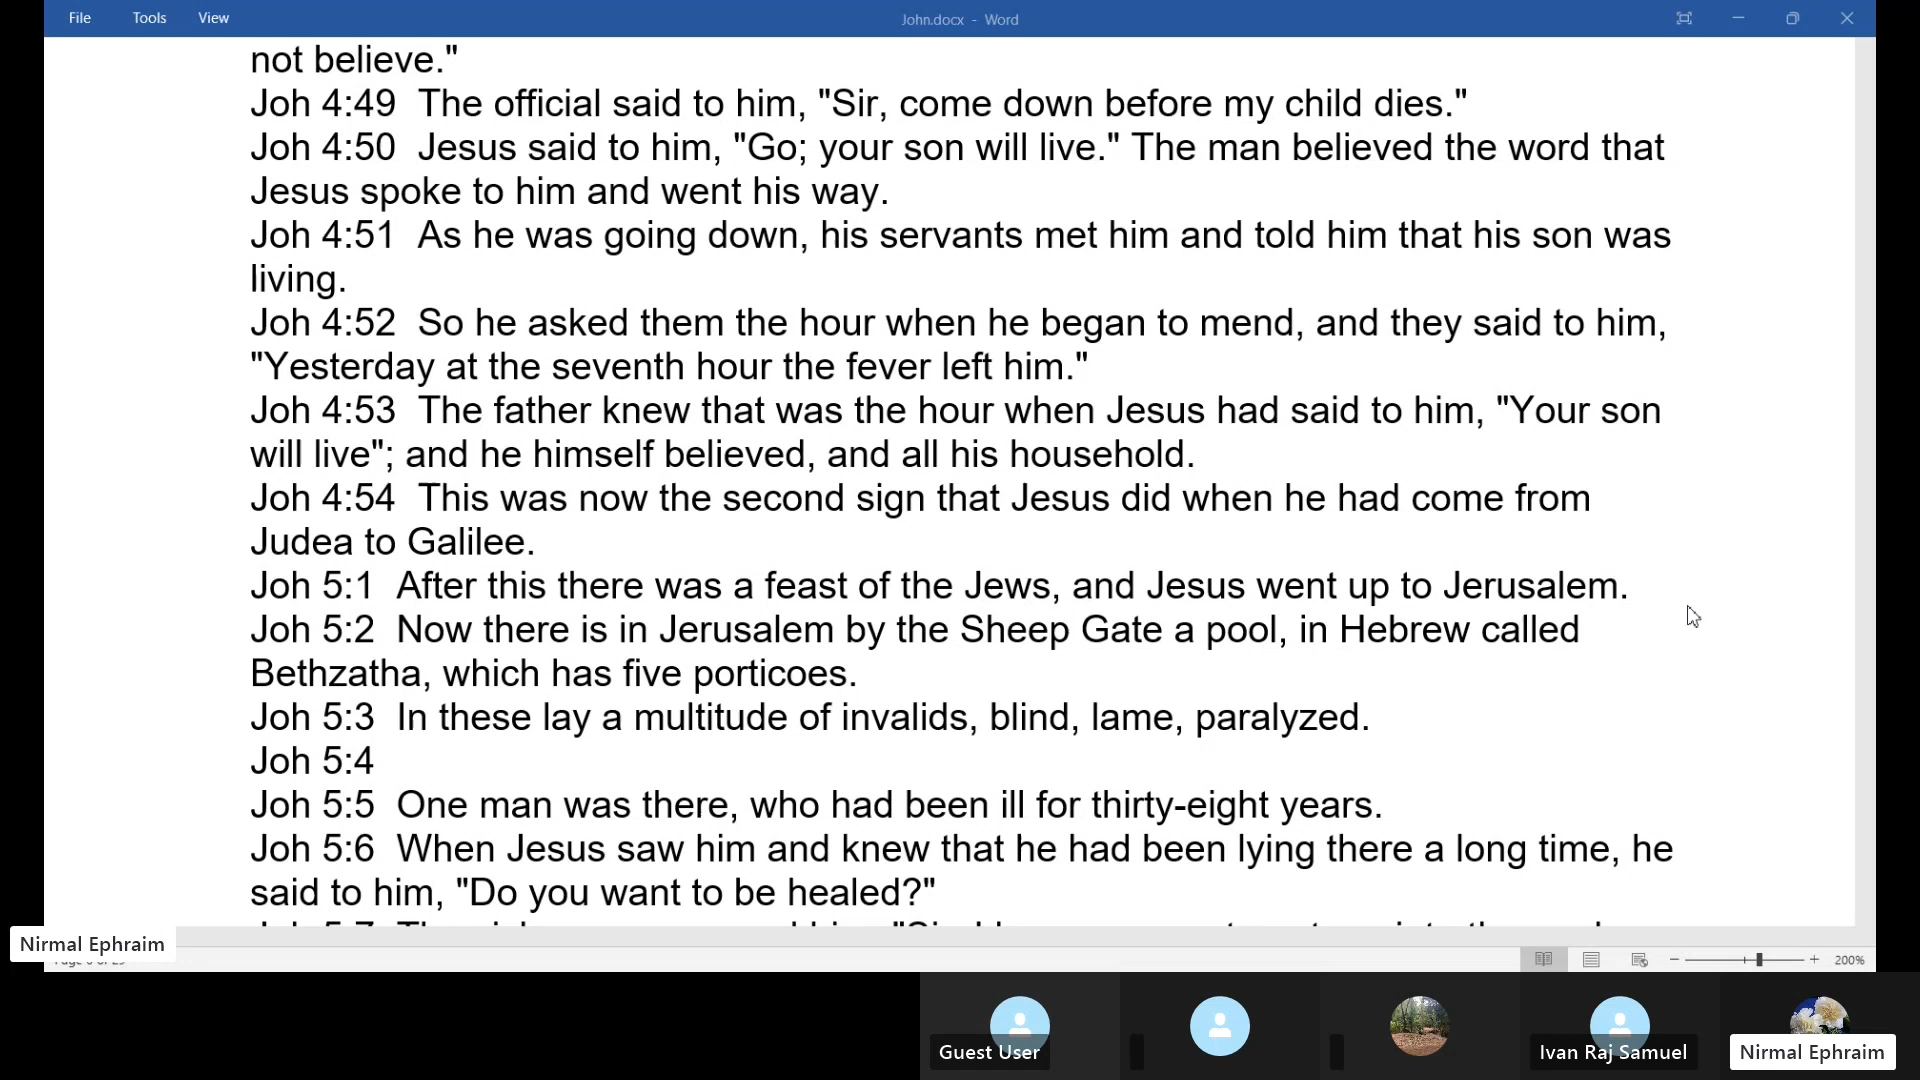 File Tools View John.docx - Word
not believe."
Joh 4:49 The official said to him, "Sir, come down before my child dies."
Joh 4:50 Jesus said to him, "Go; your son will live." The man believed the word that
Jesus spoke to him and went his way.
Joh 4:51 As he was going down, his servants met him and told him that his son was
living.
Joh 4:52 So he asked them the hour when he began to mend, and they said to him,
"Yesterday at the seventh hour the fever left him."
Joh 4:53 The father knew that was the hour when Jesus had said to him, "Your son
will live"; and he himself believed, and all his household.
Joh 4:54 This was now the second sign that Jesus did when he had come from
Judea to Galilee.
Joh 5:1 After this there was a feast of the Jews, and Jesus went up to Jerusalem.
Joh 5:2 Now there is in Jerusalem by the Sheep Gate a pool, in Hebrew called
Bethzatha, which has five porticoes.
Joh 5:3 In these lay a multitude of invalids, blind, lame, paralyzed.
Joh 5:4
Joh 5:5 One man was there, who had been ill for thirty-eight years.
Joh 5:6 When Jesus saw him and knew that he had been lying there a long time, he
said to him, "Do you want to be healed?"
Nirmal Ephraim
200%
Guest User
Ivan Raj Samuel
Nirmal Ephraim